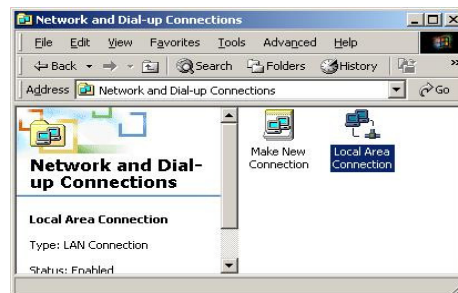 Network and Dial-up Connections
File Edit View Favorites Tools Advanced Help
Back Search Folders History »
Address Network and Dial-up Connections Go
Network and Dial-
up Connections
Local Area Connection
Type: LAN Connection
Status: Enabled
Make New
Connection
Local Area
Connection